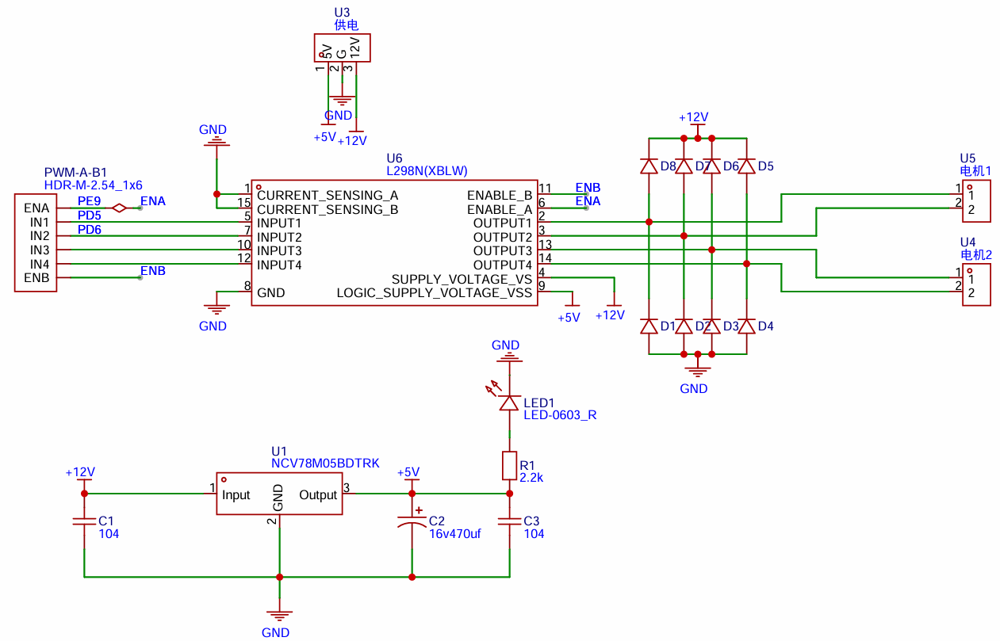 U3
供电
5V
G
12V
1
2
3
GND
+5V
+12V
GND
PWM-A-B1
HDR-M-2.54_1x6
ENA
IN1
IN2
IN3
IN4
ENB
PE9
ENA
PD5
PD6
ENB
U6
L298N(XBLW)
1
CURRENT_SENSING_A
15
CURRENT_SENSING_B
5
INPUT1
7
INPUT2
10
INPUT3
12
INPUT4
8
GND
ENABLE_B
11
ENB
ENABLE_A
6
ENA
OUTPUT1
2
OUTPUT2
3
OUTPUT3
13
OUTPUT4
14
SUPPLY_VOLTAGE_VS
4
LOGIC_SUPPLY_VOLTAGE_VSS
9
GND
+5V
+12V
+12V
D8
D7
D6
D5
D1
D2
D3
D4
GND
U5
电机1
1
1
2
2
U4
电机2
1
1
2
2
GND
LED1
LED-0603_R
R1
2.2k
U1
NCV78M05BDTRK
+12V
1
Input
GND
2
Output
3
+5V
C1
104
C2
16v470uf
C3
104
GND